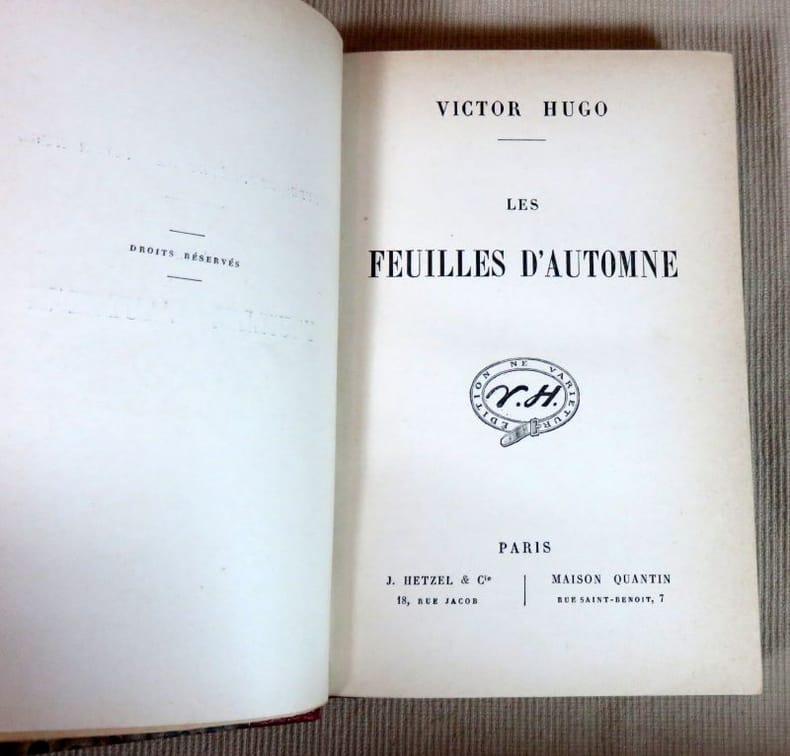 DROITS RÉSERVÉS
VICTOR HUGO
LES
FEUILLES D'AUTOMNE
ÉDITION NE VARIETUR
V.H.
PARIS
J. HETZEL & Cie
18, RUE JACOB
MAISON QUANTIN
RUE SAINT-BENOIT, 7